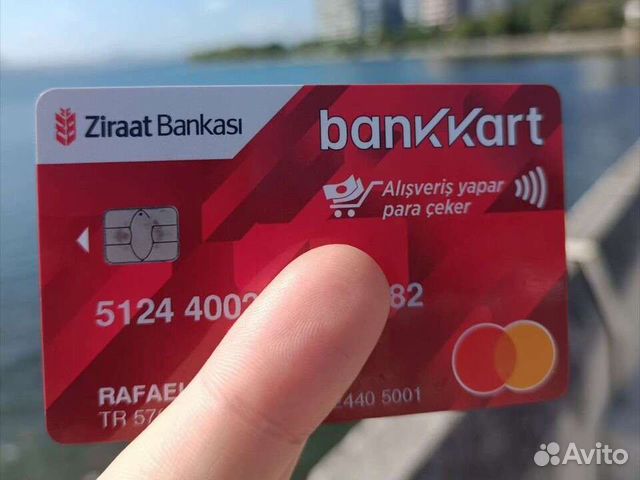 Ziraat Bankası
bankkart
Alışveriş yapar
para çeker
5124 4002 82
RAFAEL
TR 57 2440 5001
Avito